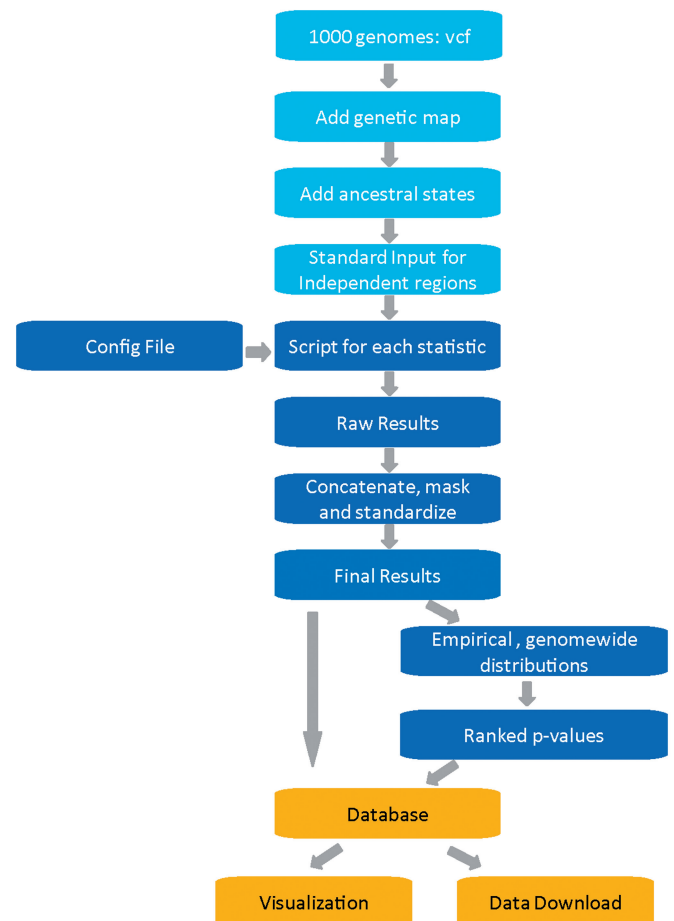 1000 genomes: vcf
Add genetic map
Add ancestral states
Standard Input for
Independent regions
Config File
Script for each statistic
Raw Results
Concatenate, mask
and standardize
Final Results
Empirical , genomewide
distributions
Ranked p-values
Database
Visualization
Data Download